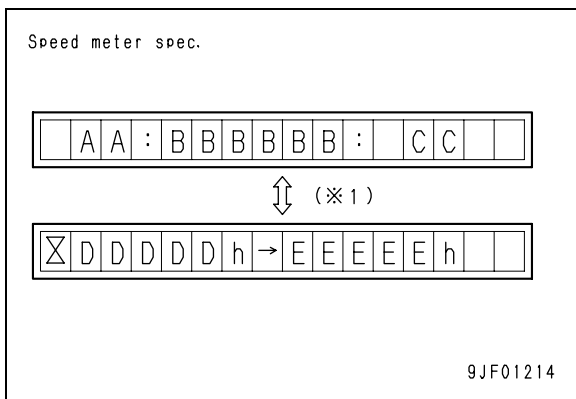 Speed meter spec.
AA:BBBBBB: CC
(※1)
⧖DDDDDh→EEEEEh
9JF01214